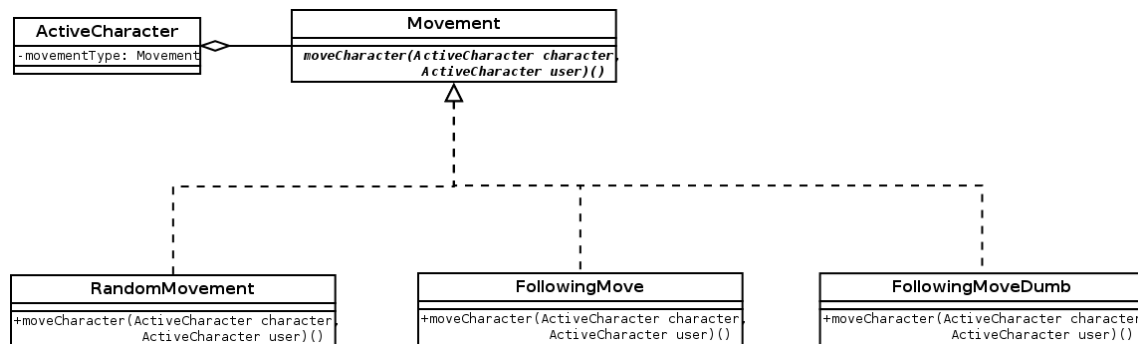 ActiveCharacter
-movementType: Movement
Movement
moveCharacter(ActiveCharacter character,
ActiveCharacter user)()
RandomMovement
+moveCharacter(ActiveCharacter character,
ActiveCharacter user)()
FollowingMove
+moveCharacter(ActiveCharacter character,
ActiveCharacter user)()
FollowingMoveDumb
+moveCharacter(ActiveCharacter character
ActiveCharacter user)()